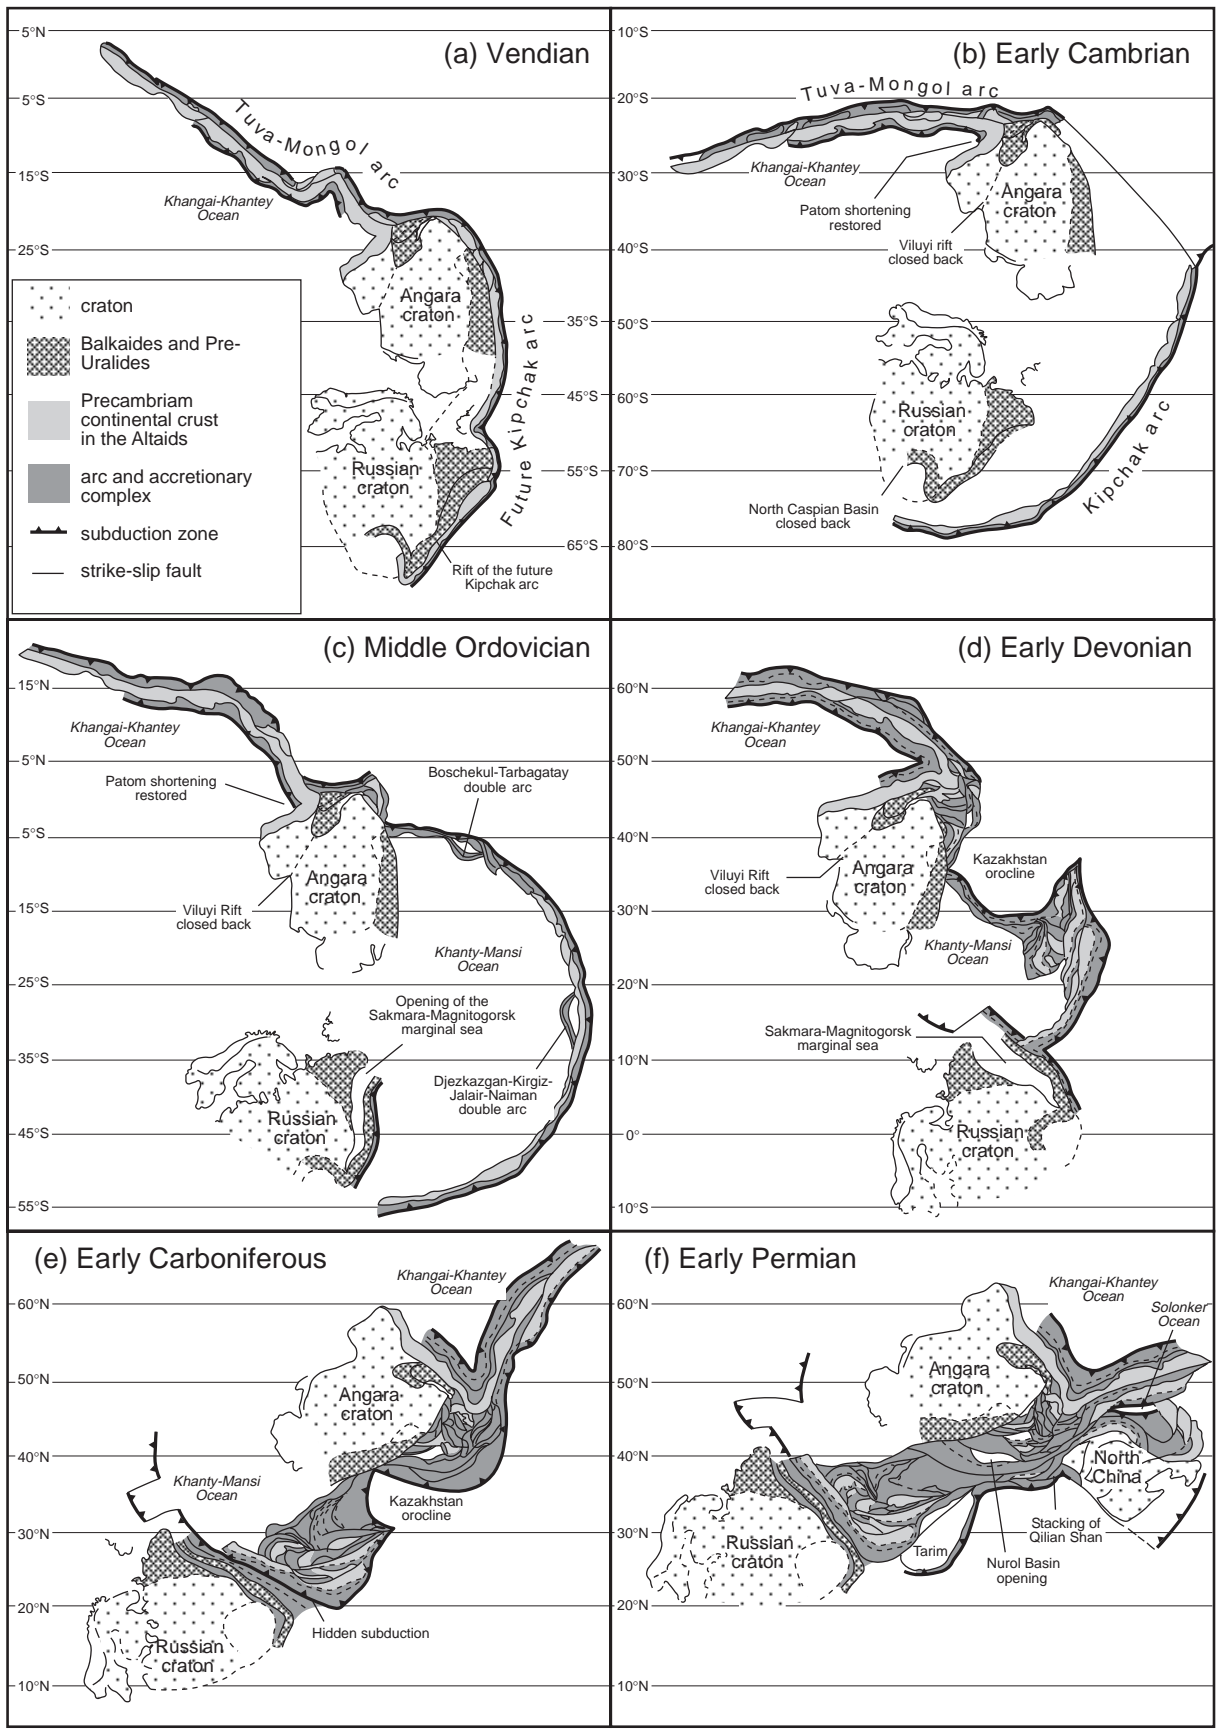 (a) Vendian
5°N
5°S
15°S
25°S
35°S
45°S
55°S
65°S
Tuva-Mongol arc
Khangai-Khantey
Ocean
Angara
craton
Russian
craton
Future Kipchak arc
Rift of the future
Kipchak arc
craton
Balkaides and Pre-
Uralides
Precambriam
continental crust
in the Altaids
arc and accretionary
complex
subduction zone
strike-slip fault
(b) Early Cambrian
10°S
20°S
30°S
40°S
50°S
60°S
70°S
80°S
Tuva-Mongol arc
Khangai-Khantey
Ocean
Patom shortening
restored
Angara
craton
Viluyi rift
closed back
Russian
craton
Kipchak arc
North Caspian Basin
closed back
(c) Middle Ordovician
15°N
5°N
5°S
15°S
25°S
35°S
45°S
55°S
Khangai-Khantey
Ocean
Patom shortening
restored
Boschekul-Tarbagatay
double arc
Angara
craton
Viluyi Rift
closed back
Khanty-Mansi
Ocean
Opening of the
Sakmara-Magnitogorsk
marginal sea
Djezkazgan-Kirgiz-
Jalair-Naiman
double arc
Russian
craton
(d) Early Devonian
60°N
50°N
40°N
30°N
20°N
10°N
0°
10°S
Khangai-Khantey
Ocean
Kazakhstan
orocline
Viluyi Rift
closed back
Angara
craton
Khanty-Mansi
Ocean
Sakmara-Magnitogorsk
marginal sea
Russian
craton
(e) Early Carboniferous
60°N
50°N
40°N
30°N
20°N
10°N
Khangai-Khantey
Ocean
Angara
craton
Khanty-Mansi
Ocean
Kazakhstan
orocline
Hidden subduction
Russian
craton
(f) Early Permian
60°N
50°N
40°N
30°N
20°N
10°N
Khangai-Khantey
Ocean
Solonker
Ocean
Angara
craton
North
China
Stacking of
Qilian Shan
Russian
craton
Tarim
Nurol Basin
opening